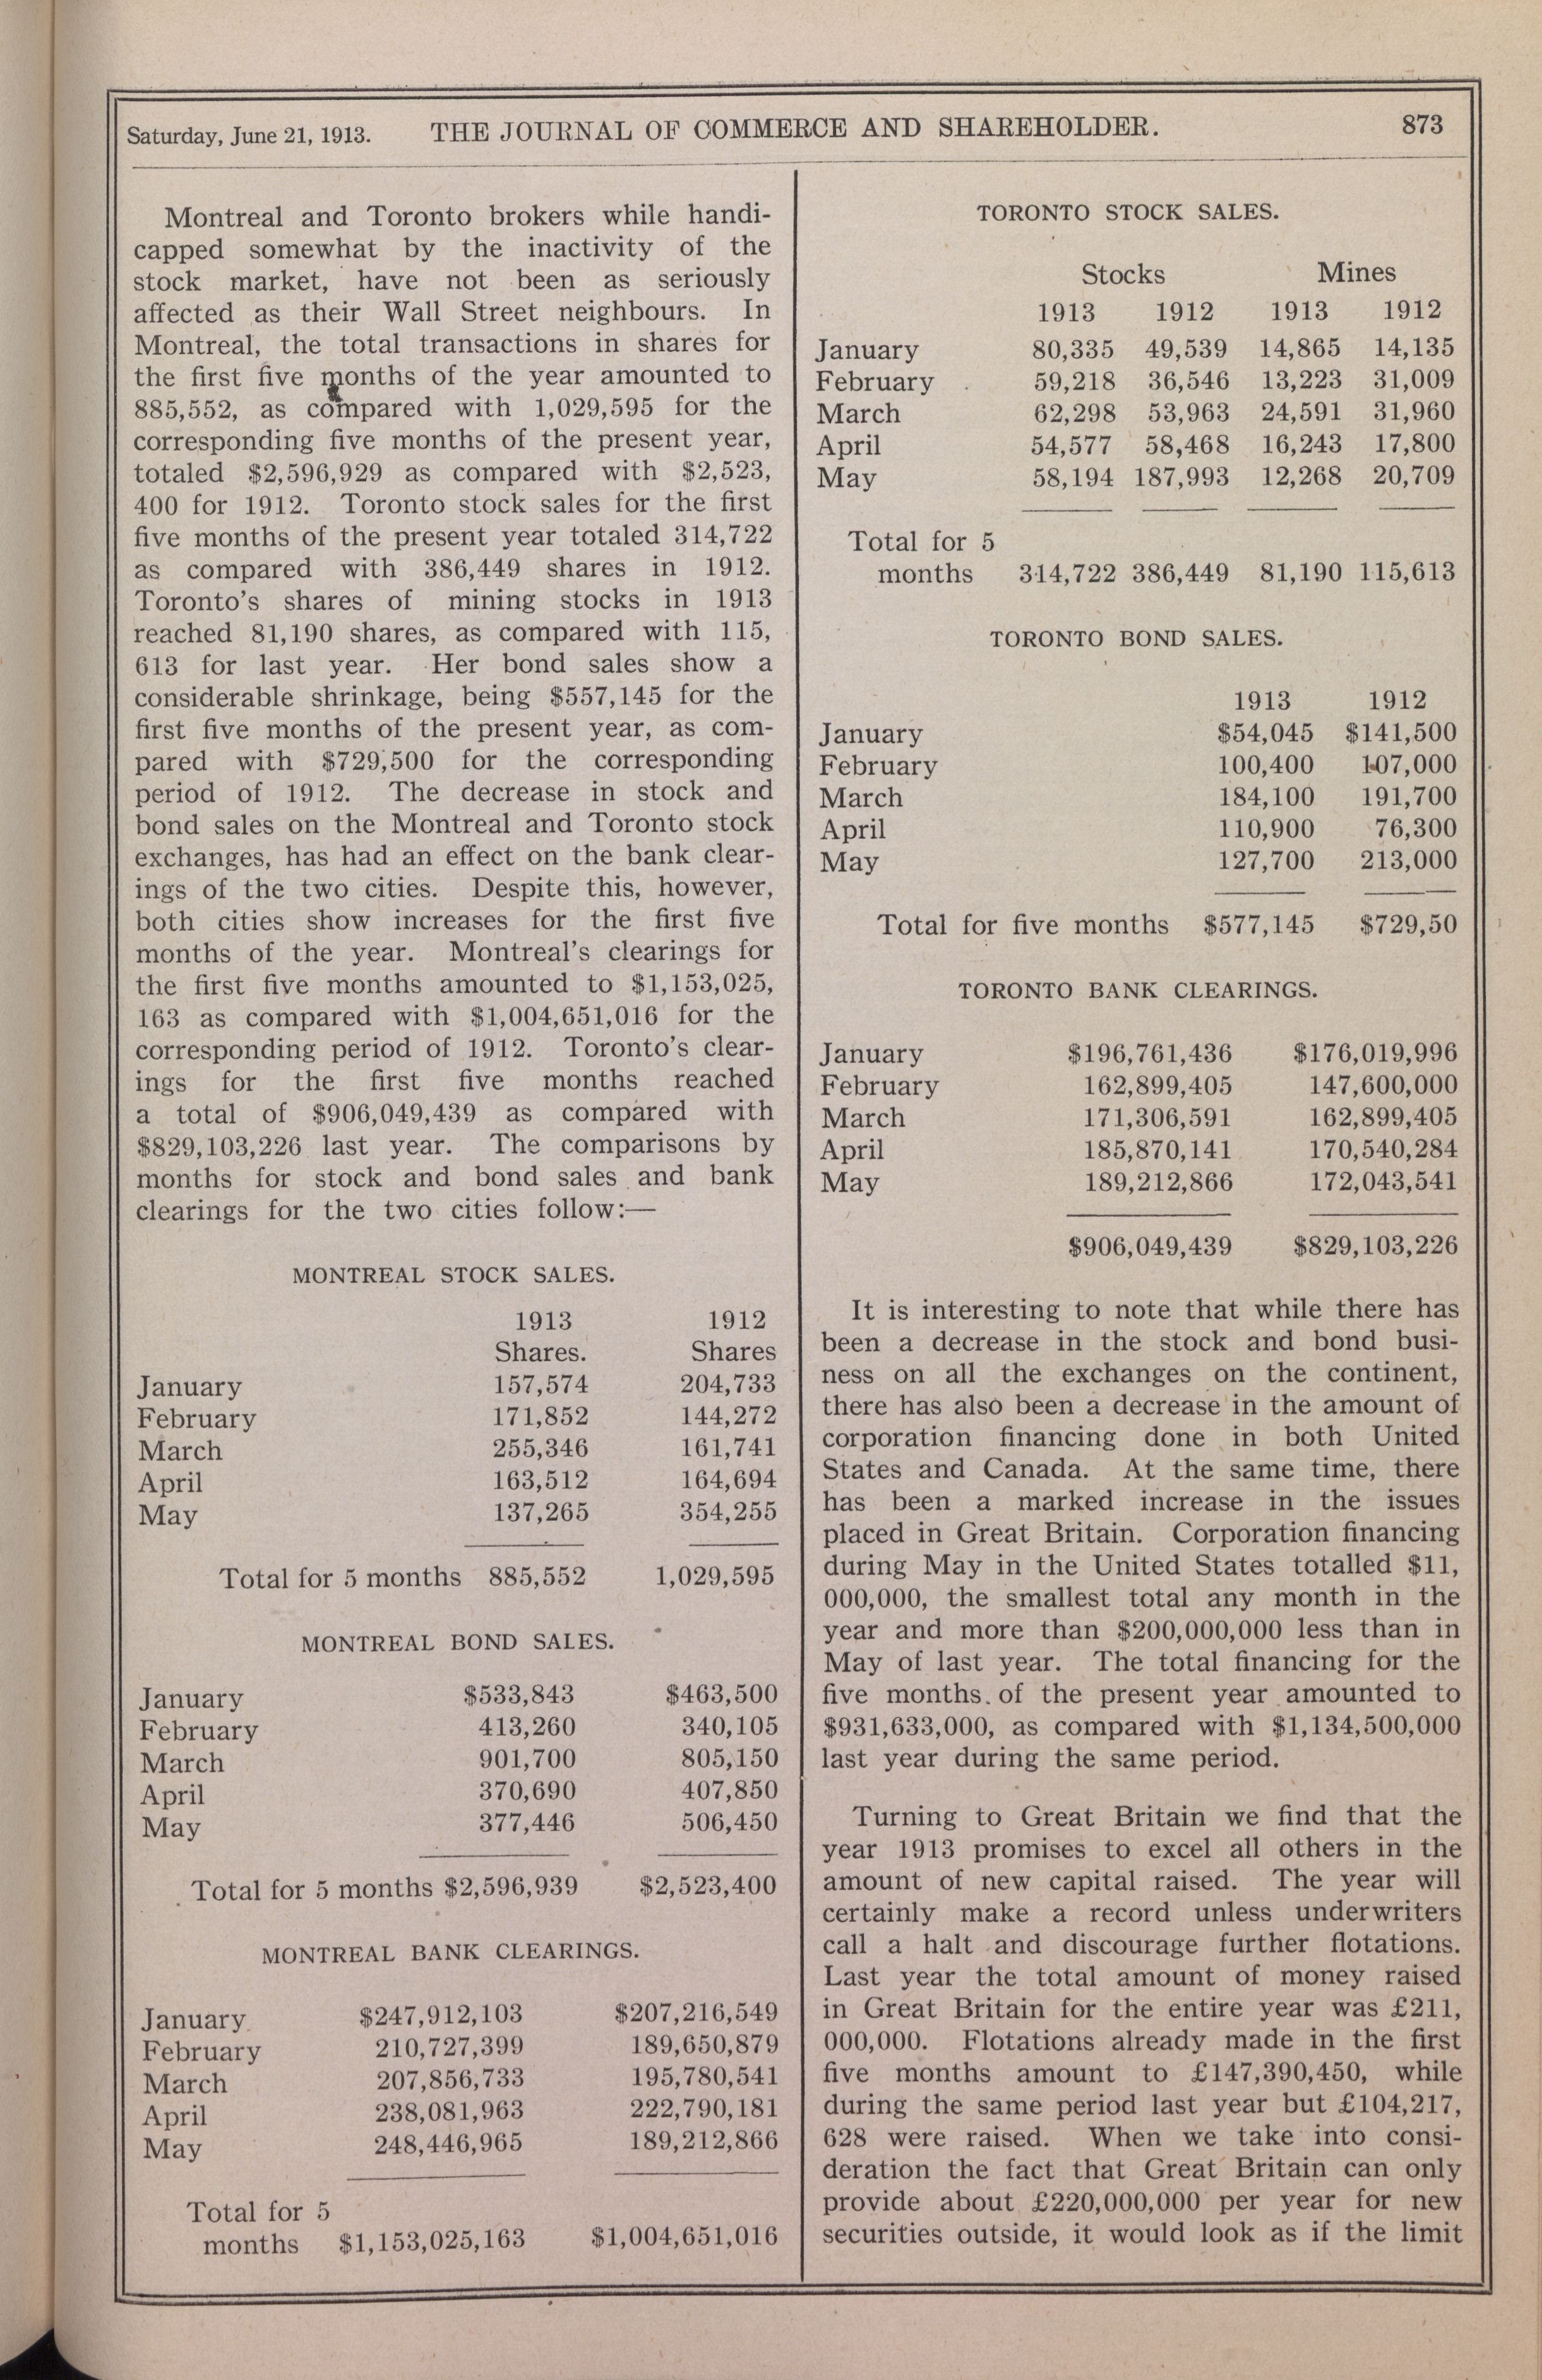 Saturday, June 21, 1913. THE JOURNAL OF COMMERCE AND SHAREHOLDER. 873
Montreal and Toronto brokers while handi-
capped somewhat by the inactivity of the
stock market, have not been as seriously
affected as their Wall Street neighbours. In
Montreal, the total transactions in shares for
the first five months of the year amounted to
885,552, as compared with 1,029,595 for the
corresponding five months of the present year,
totaled $2,596,929 as compared with $2,523,
400 for 1912. Toronto stock sales for the first
five months of the present year totaled 314,722
as compared with 386,449 shares in 1912.
Toronto's shares of mining stocks in 1913
reached 81,190 shares, as compared with 115,
613 for last year. Her bond sales show a
considerable shrinkage, being $557,145 for the
first five months of the present year, as com-
pared with $729,500 for the corresponding
period of 1912. The decrease in stock and
bond sales on the Montreal and Toronto stock
exchanges, has had an effect on the bank clear-
ings of the two cities. Despite this, however,
both cities show increases for the first five
months of the year. Montreal's clearings for
the first five months amounted to $1,153,025,
163 as compared with $1,004,651,016 for the
corresponding period of 1912. Toronto's clear-
ings for the first five months reached
a total of $906,049,439 as compared with
$829,103,226 last year. The comparisons by
months for stock and bond sales and bank
clearings for the two cities follow:—
MONTREAL STOCK SALES.
1913 1912
Shares. Shares
January 157,574 204,733
February 171,852 144,272
March 255,346 161,741
April 163,512 164,694
May 137,265 354,255
Total for 5 months 885,552 1,029,595
MONTREAL BOND SALES.
January $533,843 $463,500
February 413,260 340,105
March 901,700 805,150
April 370,690 407,850
May 377,446 506,450
Total for 5 months $2,596,939 $2,523,400
MONTREAL BANK CLEARINGS.
January $247,912,103 $207,216,549
February 210,727,399 189,650,879
March 207,856,733 195,780,541
April 238,081,963 222,790,181
May 248,446,965 189,212,866
Total for 5
months $1,153,025,163 $1,004,651,016
TORONTO STOCK SALES.
Stocks Mines
1913 1912 1913 1912
January 80,335 49,539 14,865 14,135
February 59,218 36,546 13,223 31,009
March 62,298 53,963 24,591 31,960
April 54,577 58,468 16,243 17,800
May 58,194 187,993 12,268 20,709
Total for 5
months 314,722 386,449 81,190 115,613
TORONTO BOND SALES.
1913 1912
January $54,045 $141,500
February 100,400 107,000
March 184,100 191,700
April 110,900 76,300
May 127,700 213,000
Total for five months $577,145 $729,50
TORONTO BANK CLEARINGS.
January $196,761,436 $176,019,996
February 162,899,405 147,600,000
March 171,306,591 162,899,405
April 185,870,141 170,540,284
May 189,212,866 172,043,541
$906,049,439 $829,103,226
It is interesting to note that while there has
been a decrease in the stock and bond busi-
ness on all the exchanges on the continent,
there has also been a decrease in the amount of
corporation financing done in both United
States and Canada. At the same time, there
has been a marked increase in the issues
placed in Great Britain. Corporation financing
during May in the United States totalled $11,
000,000, the smallest total any month in the
year and more than $200,000,000 less than in
May of last year. The total financing for the
five months of the present year amounted to
$931,633,000, as compared with $1,134,500,000
last year during the same period.
Turning to Great Britain we find that the
year 1913 promises to excel all others in the
amount of new capital raised. The year will
certainly make a record unless underwriters
call a halt and discourage further flotations.
Last year the total amount of money raised
in Great Britain for the entire year was £211,
000,000. Flotations already made in the first
five months amount to £147,390,450, while
during the same period last year but £104,217,
628 were raised. When we take into consi-
deration the fact that Great Britain can only
provide about £220,000,000 per year for new
securities outside, it would look as if the limit